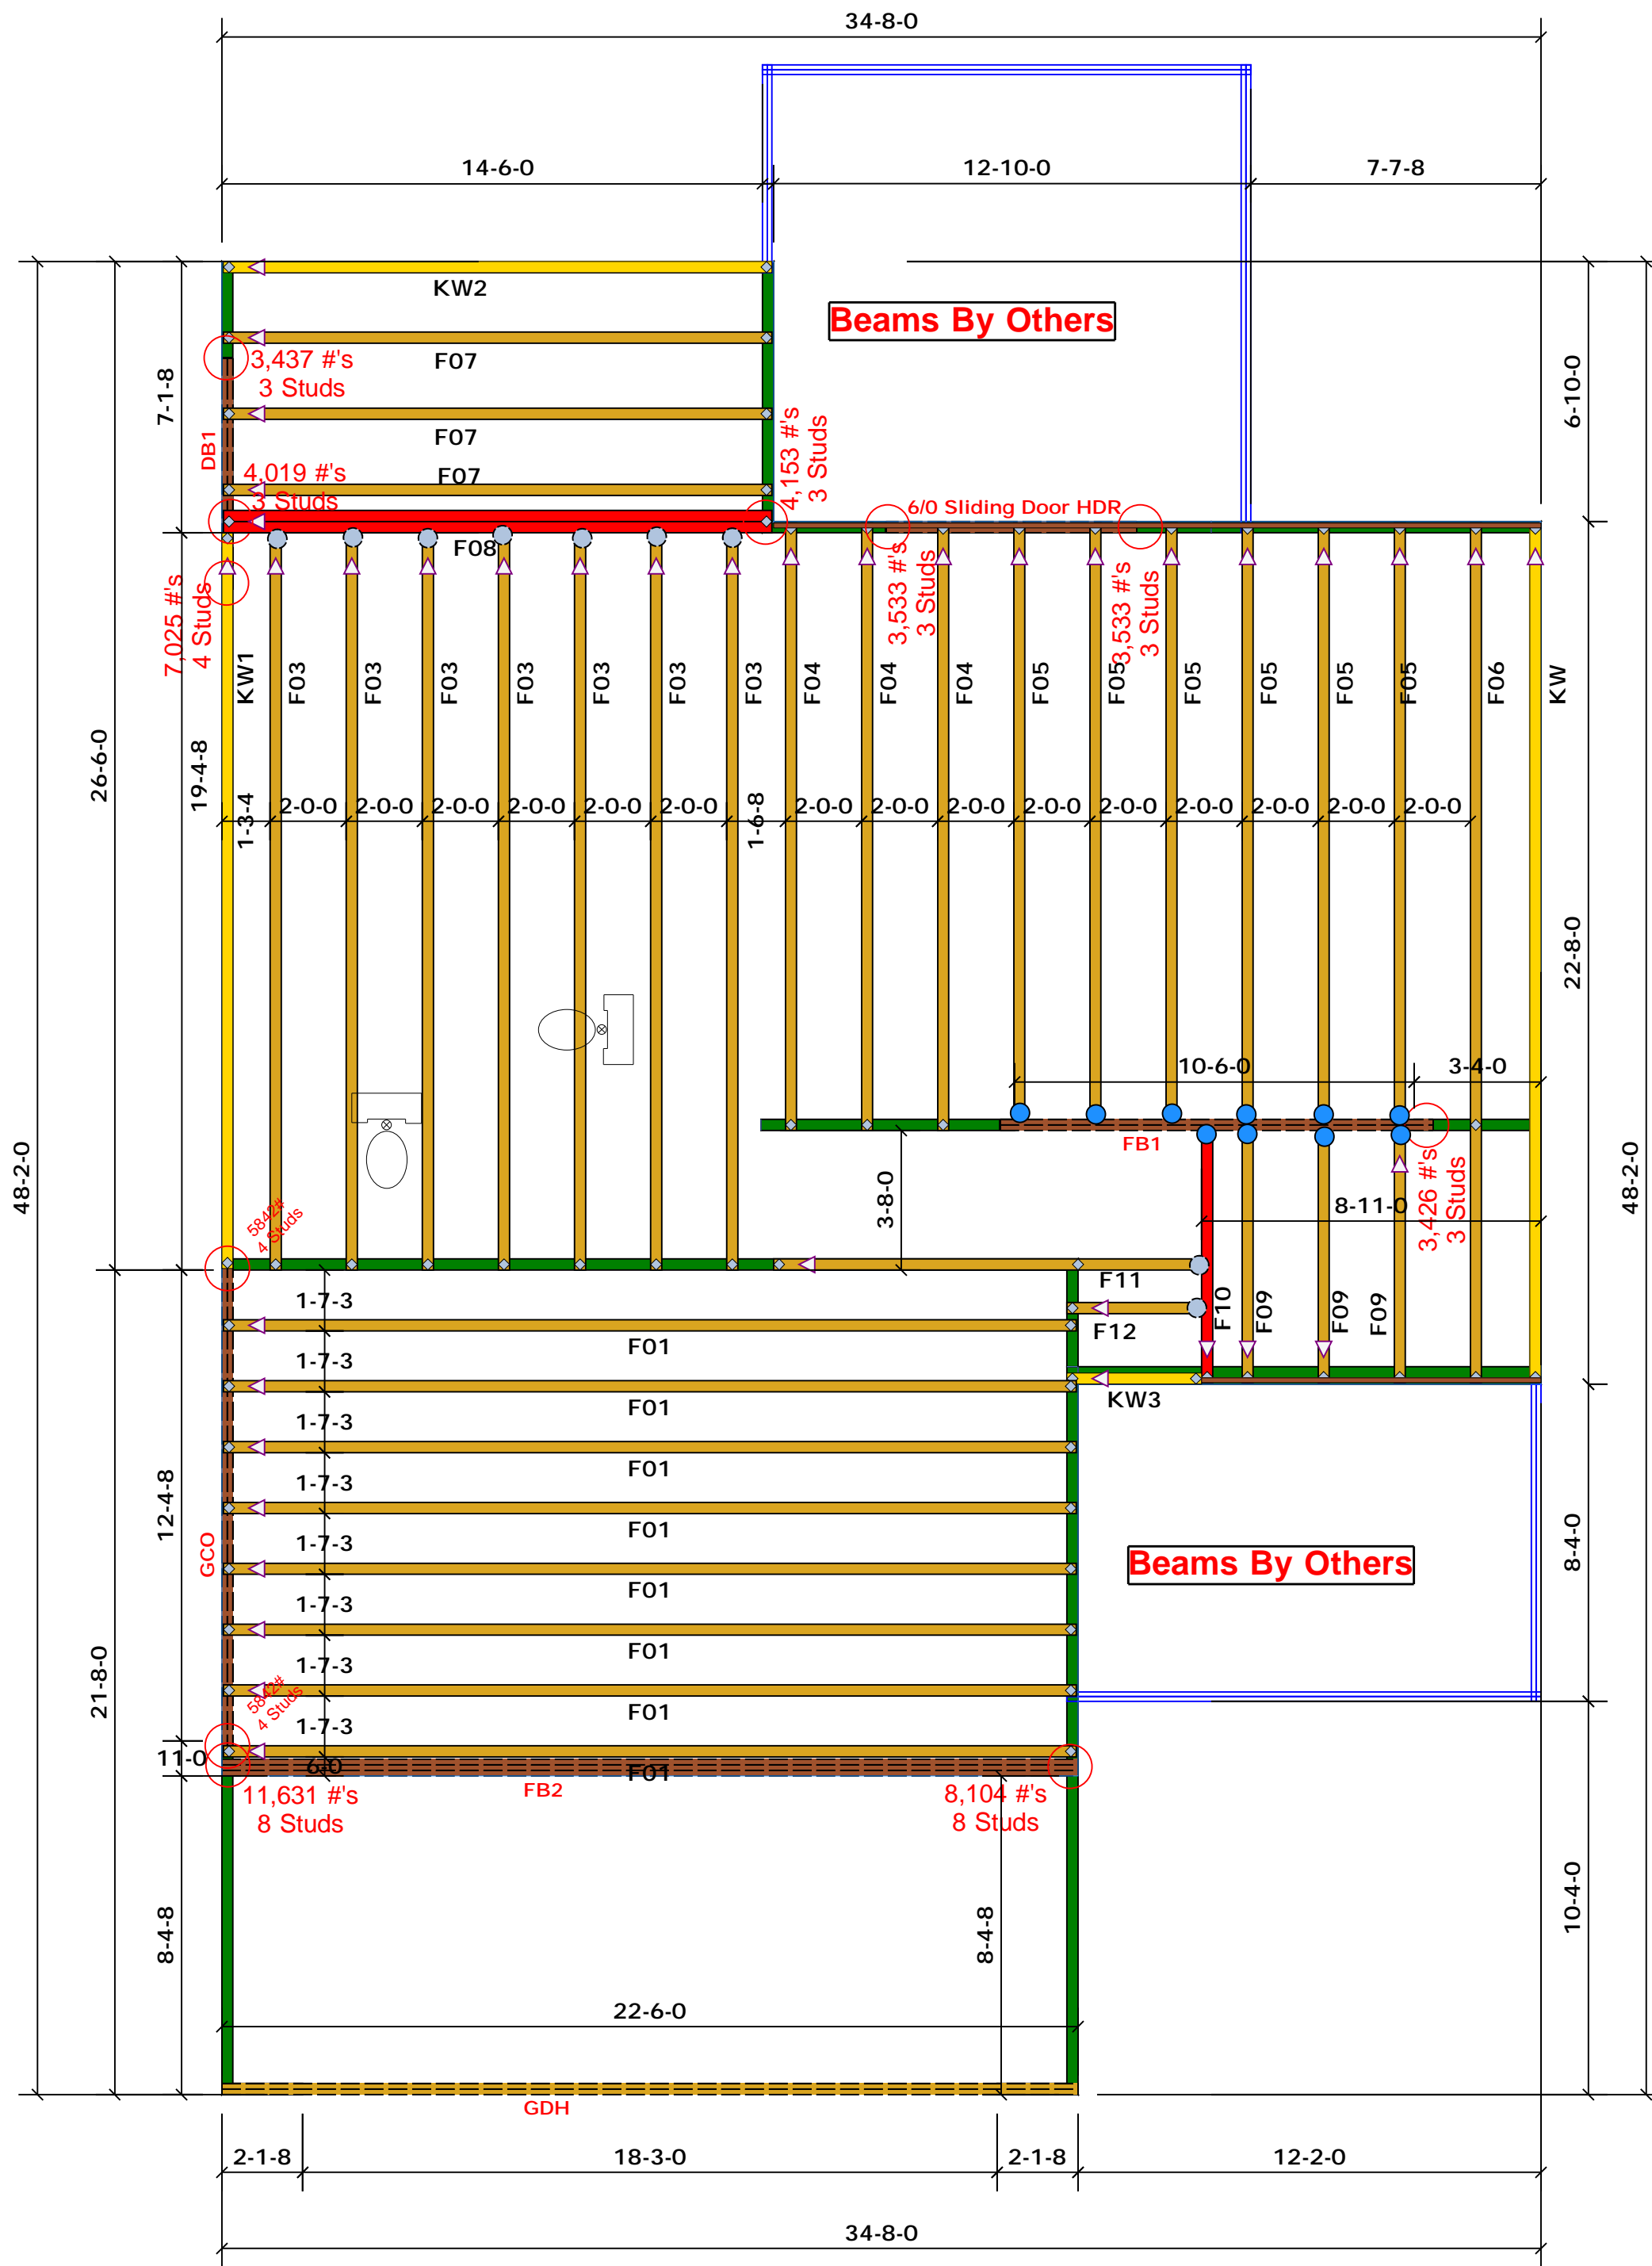 34-8-0
14-6-0
12-10-0
7-7-8
KW2
Beams By Others
3,437 #'s
3 Studs
F07
7-1-8
6-10-0
DB1
F07
4,153 #'s
3 Studs
4,019 #'s
3 Studs
F07
6/0 Sliding Door HDR
F08
3,533 #'s
3 Studs
3,533 #'s
3 Studs
7,025 #'s
4 Studs
KW1
F03
F03
F03
F03
F03
F03
F03
F04
F04
F04
F05
F05
F05
F05
F05
F05
F06
KW
26-6-0
19-4-8
1-3-4
2-0-0
2-0-0
2-0-0
2-0-0
2-0-0
2-0-0
1-6-8
2-0-0
2-0-0
2-0-0
2-0-0
2-0-0
2-0-0
2-0-0
2-0-0
2-0-0
22-8-0
10-6-0
3-4-0
FB1
48-2-0
48-2-0
3-8-0
8-11-0
3,426 #'s
3 Studs
5842#
4 Studs
F11
F12
F10
F09
F09
F09
KW3
1-7-3
F01
1-7-3
F01
1-7-3
F01
1-7-3
F01
1-7-3
F01
1-7-3
F01
1-7-3
F01
1-7-3
12-4-8
GCO
Beams By Others
8-4-0
21-8-0
5842#
4 Studs
11-0
6-0
F01
FB2
11,631 #'s
8 Studs
8,104 #'s
8 Studs
8-4-8
8-4-8
10-4-0
22-6-0
GDH
2-1-8
18-3-0
2-1-8
12-2-0
34-8-0